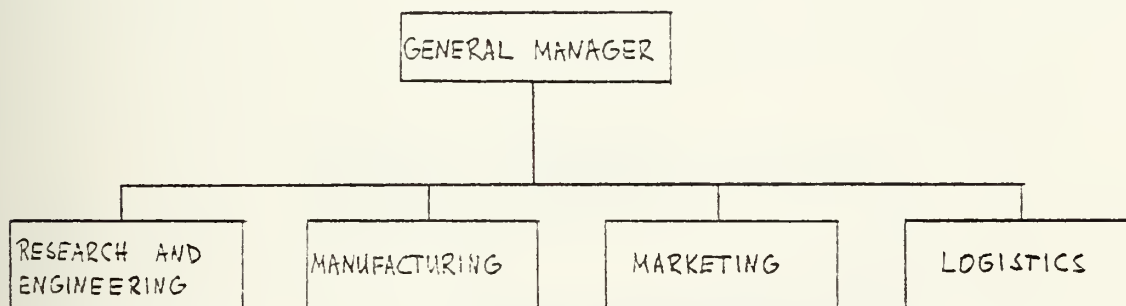 GENERAL MANAGER
RESEARCH AND
ENGINEERING
MANUFACTURING
MARKETING
LOGISTICS